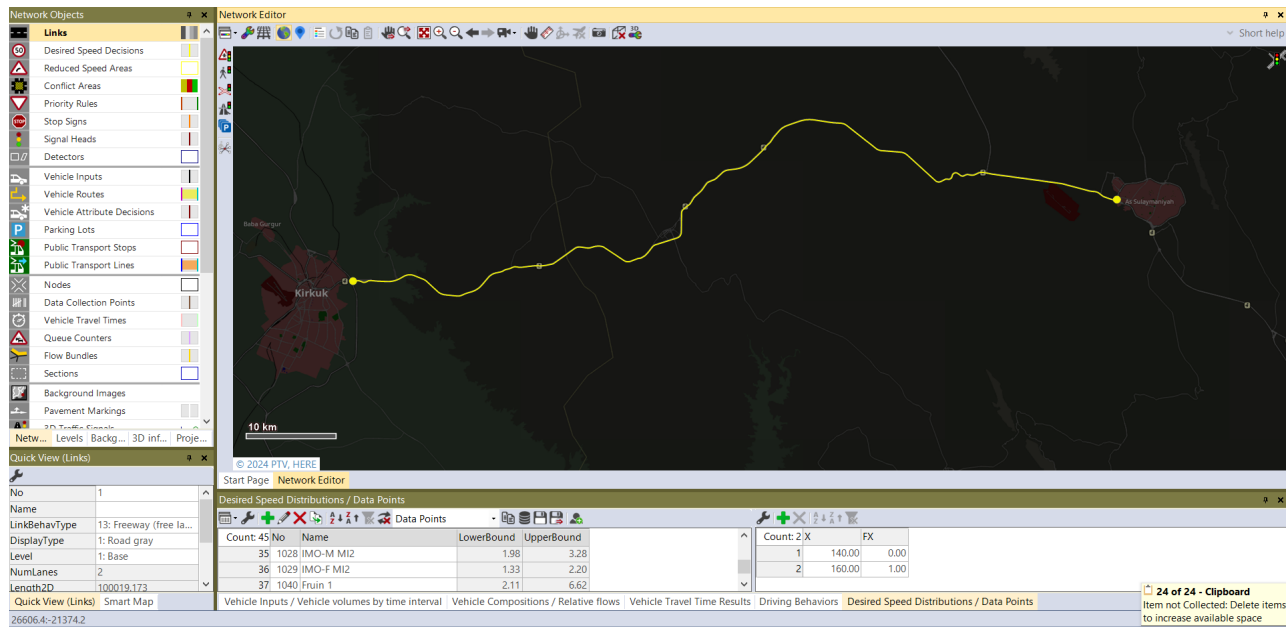 Network Objects
Links
Desired Speed Decisions
Reduced Speed Areas
Conflict Areas
Priority Rules
STOP Stop Signs
Signal Heads
Detectors
Vehicle Inputs
Vehicle Routes
Vehicle Attribute Decisions
P Parking Lots
Public Transport Stops
Public Transport Lines
Nodes
Data Collection Points
Vehicle Travel Times
Queue Counters
Flow Bundles
Sections
Background Images
Pavement Markings
3D Traffic Signals
Netw... Levels Backg... 3D inf... Proje...
Quick View (Links)
No 1
Name
LinkBehavType 13: Freeway (free la...
DisplayType 1: Road gray
Level 1: Base
NumLanes 2
Length2D 100019.173
Quick View (Links) Smart Map
26606.4:-21374.2
Network Editor
Short help
Baba Gurgur
Kirkuk
As Sulaymaniyah
10 km
© 2024 PTV, HERE
Start Page Network Editor
Desired Speed Distributions / Data Points
Data Points
Count: 45 No Name LowerBound UpperBound
35 1028 IMO-M MI2 1.98 3.28
36 1029 IMO-F MI2 1.33 2.20
37 1040 Fruin 1 2.11 6.62
Count: 2 X FX
1 140.00 0.00
2 160.00 1.00
Vehicle Inputs / Vehicle volumes by time interval Vehicle Compositions / Relative flows Vehicle Travel Time Results Driving Behaviors Desired Speed Distributions / Data Points
24 of 24 - Clipboard
Item not Collected: Delete items
to increase available space